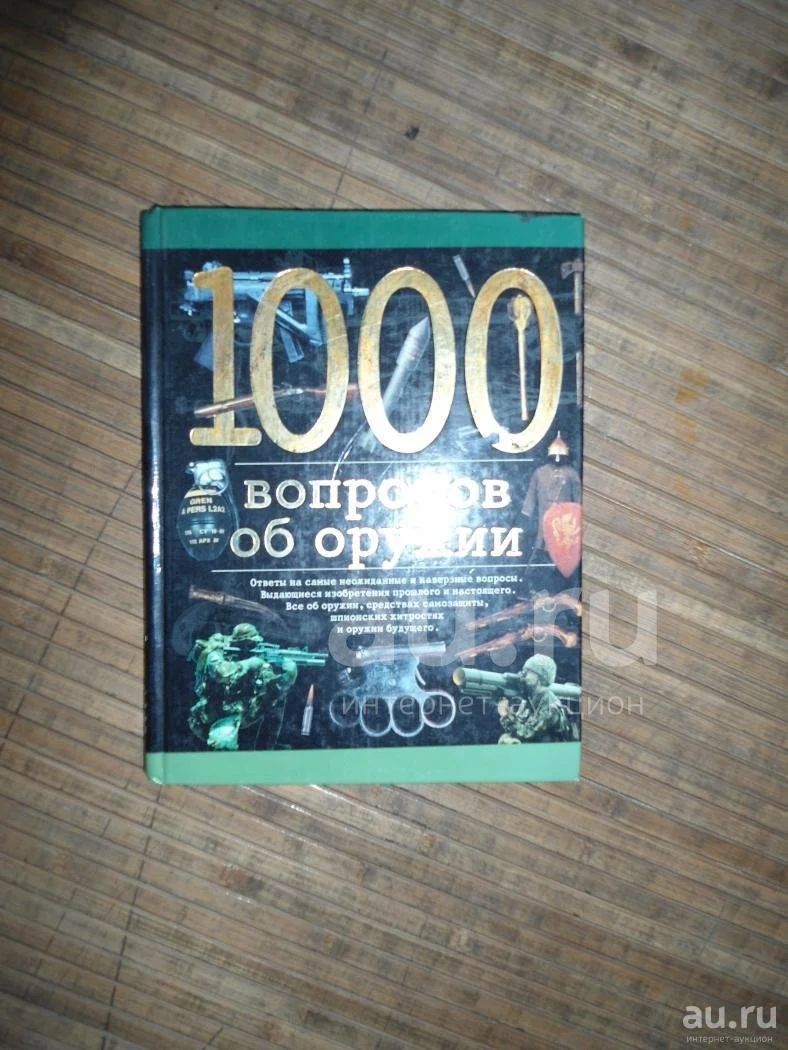 1000
вопросов
об оружии
GREN
PERS L2A2
Ответы на самые неожиданные и каверзные вопросы.
Выдающиеся изобретения прошлого и настоящего.
Все об оружии, средствах самозащиты,
шпионских хитростях
и оружии будущего.
au.ru
интернет-аукцион
au.ru
интернет-аукцион